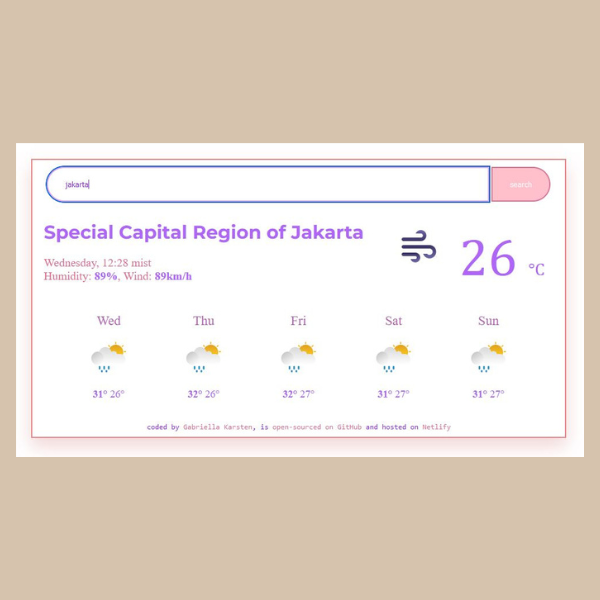 jakarta
search
Special Capital Region of Jakarta
Wednesday, 12:28 mist
Humidity: 89%, Wind: 89km/h
26 °C
Wed Thu Fri Sat Sun
31° 26° 32° 26° 32° 27° 31° 27° 31° 27°
coded by Gabriella Karsten, is open-sourced on GitHub and hosted on Netlify